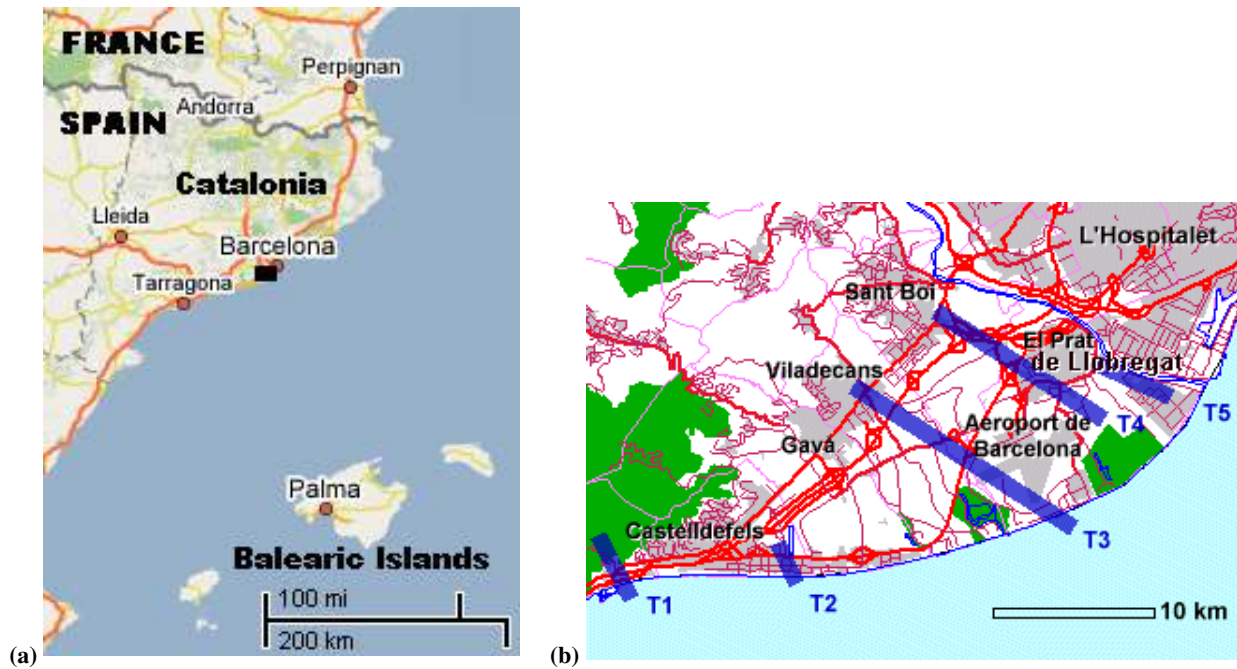 FRANCE
Perpignan
Andorra
SPAIN
Catalonia
Lleida
Barcelona
Tarragona
Palma
Balearic Islands
100 mi
200 km
(a)
L'Hospitalet
Sant Boi
El Prat
de Llobregat
Viladecans
T5
T4
Aeroport de
Barcelona
Gavá
Castelldefels
T3
T1
T2
10 km
(b)